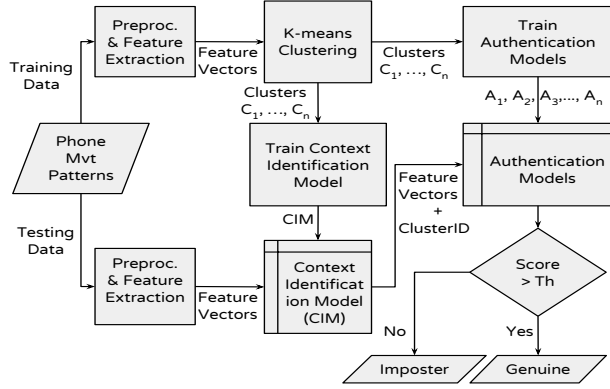 Preproc.
& Feature
Extraction
Feature
Vectors
K-means
Clustering
Clusters
C1, ..., Cn
Train
Authentication
Models
Training
Data
Clusters
C1, ..., Cn
A1, A2, A3,..., An
Phone
Mvt
Patterns
Train Context
Identification
Model
Feature
Vectors
+
ClusterID
Authentication
Models
CIM
Testing
Data
Preproc.
& Feature
Extraction
Feature
Vectors
Context
Identificat
ion Model
(CIM)
Score
> Th
No
Yes
Imposter
Genuine